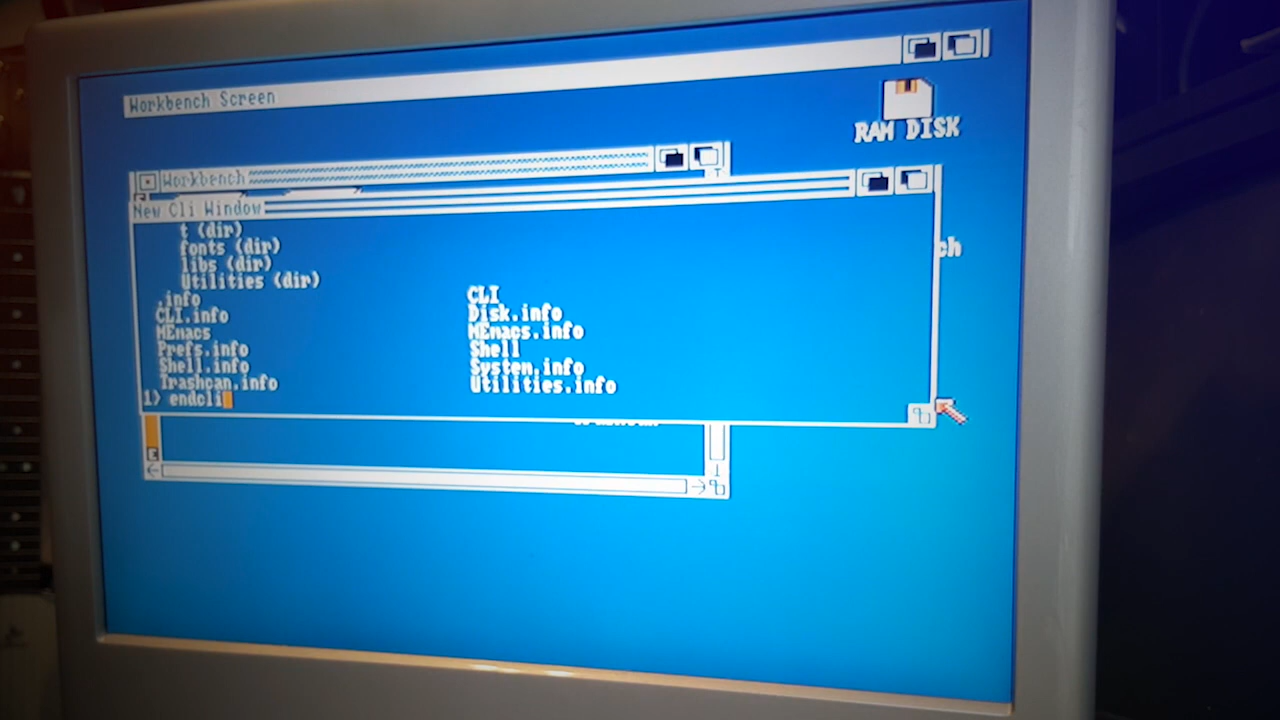 Workbench Screen
RAM DISK
Workbench
New Cli Window
t (dir)
fonts (dir)
libs (dir)
Utilities (dir)
.info CLI
CLI.info Disk.info
MEmacs MEmacs.info
Prefs.info Shell
Shell.info System.info
Trashcan.info Utilities.info
1> endcli
ch